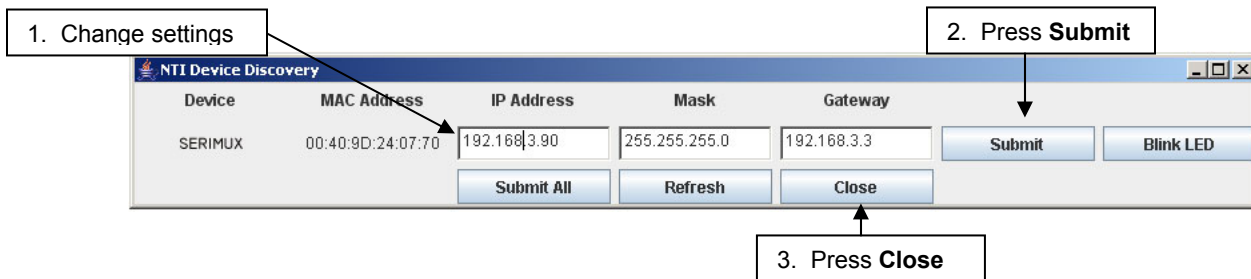 1. Change settings
2. Press Submit
NTI Device Discovery
Device MAC Address IP Address Mask Gateway
SERIMUX 00:40:9D:24:07:70 192.168.3.90 255.255.255.0 192.168.3.3 Submit Blink LED
Submit All Refresh Close
3. Press Close